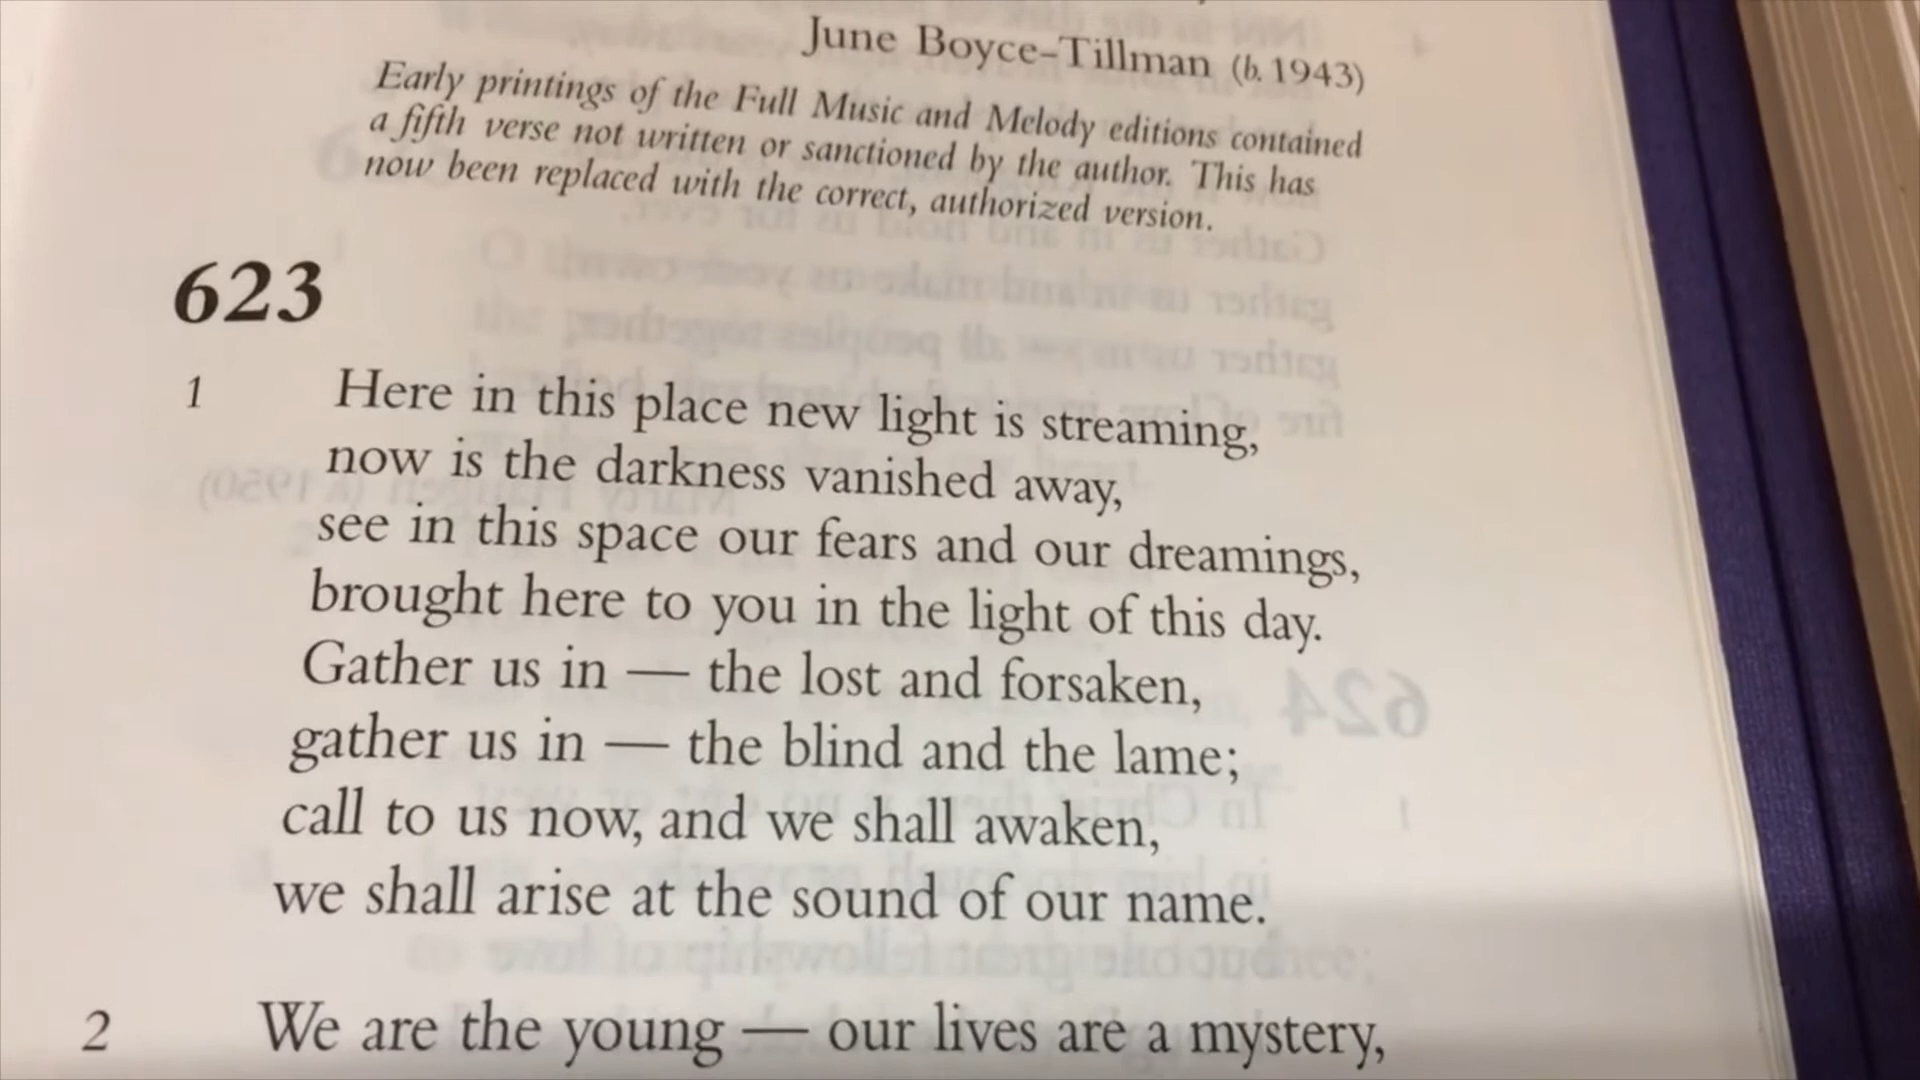 June Boyce-Tillman (b. 1943)
Early printings of the Full Music and Melody editions contained
a fifth verse not written or sanctioned by the author. This has
now been replaced with the correct, authorized version.
623
1 Here in this place new light is streaming,
now is the darkness vanished away,
see in this space our fears and our dreamings,
brought here to you in the light of this day.
Gather us in — the lost and forsaken,
gather us in — the blind and the lame;
call to us now, and we shall awaken,
we shall arise at the sound of our name.
2 We are the young — our lives are a mystery,